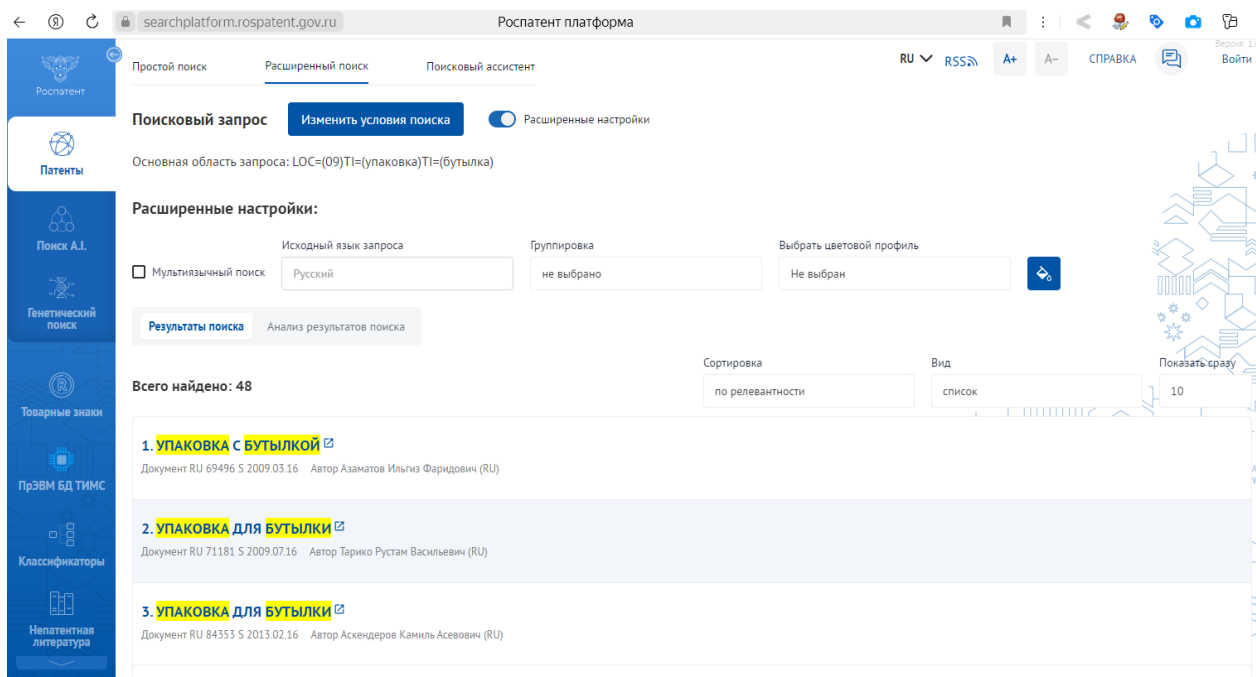 searchplatform.rospatent.gov.ru Роспатент платформа
Версия: 1.
Роспатент
Простой поиск Расширенный поиск Поисковый ассистент RU RSS A+ A− СПРАВКА Войти
Поисковый запрос Изменить условия поиска Расширенные настройки
Патенты
Основная область запроса: LOC=(09)TI=(упаковка)TI=(бутылка)
Расширенные настройки:
Поиск A.I.
Исходный язык запроса Группировка Выбрать цветовой профиль
Мультиязычный поиск Русский не выбрано Не выбран
Генетический
поиск
Результаты поиска Анализ результатов поиска
Сортировка Вид Показать сразу
Всего найдено: 48 по релевантности список 10
Товарные знаки
1. УПАКОВКА С БУТЫЛКОЙ
Документ RU 69496 S 2009.03.16 Автор Азаматов Ильгиз Фаридович (RU)
ПрЭВМ БД ТИМС
2. УПАКОВКА ДЛЯ БУТЫЛКИ
Документ RU 71181 S 2009.07.16 Автор Тарико Рустам Васильевич (RU)
Классификаторы
3. УПАКОВКА ДЛЯ БУТЫЛКИ
Документ RU 84353 S 2013.02.16 Автор Аскендеров Камиль Асевович (RU)
Непатентная
литература